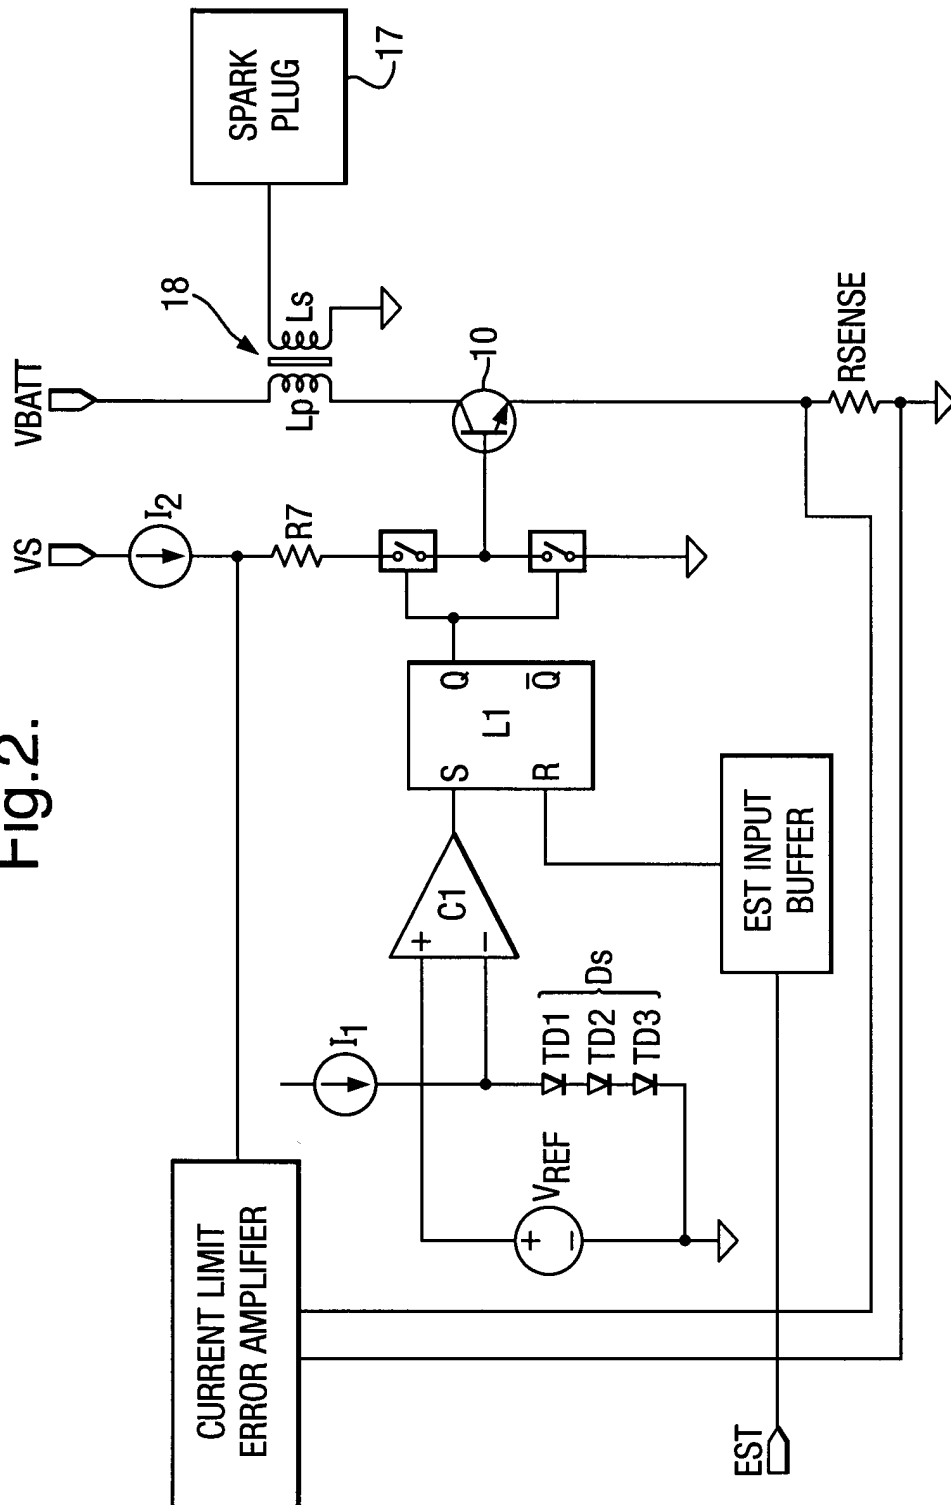 Fig.2.
VS
VBATT
18
SPARK
PLUG
17
I2
Lp
Ls
R7
10
CURRENT LIMIT
ERROR AMPLIFIER
I1
C1
+
−
S
R
L1
Q
Q̅
VREF
+
−
TD1
TD2
TD3
Ds
EST INPUT
BUFFER
RSENSE
EST